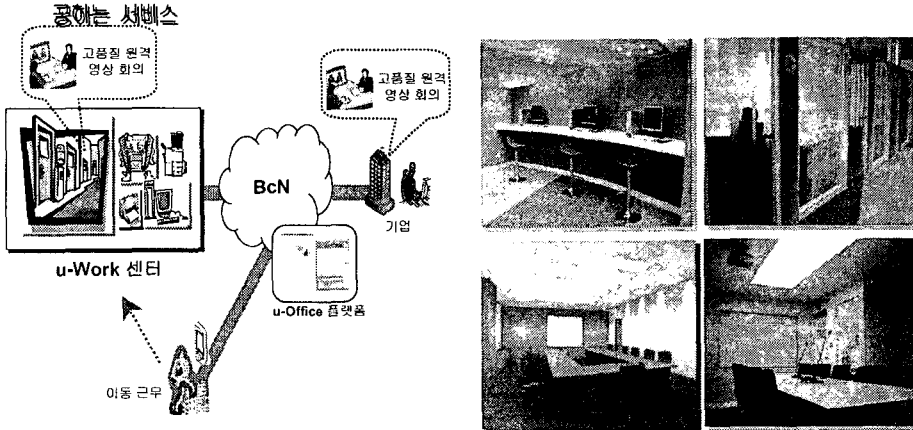 공하는 서비스
고품질 원격
영상 회의
고품질 원격
영상 회의
BcN
기업
u-Work 센터
u-Office 플랫폼
이동 근무